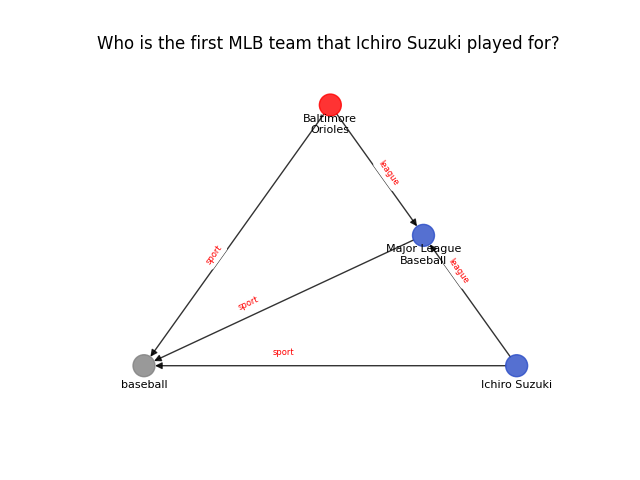 Who is the first MLB team that Ichiro Suzuki played for?
Baltimore
Orioles
league
sport
Major League
Baseball
league
sport
sport
baseball
Ichiro Suzuki